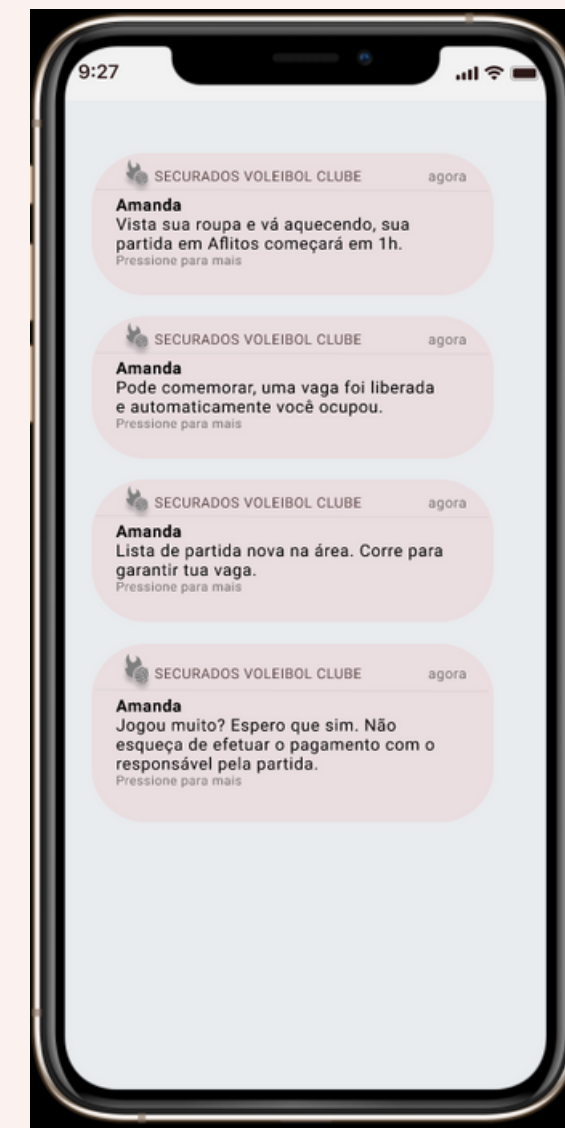 9:27
SECURADOS VOLEIBOL CLUBE agora
Amanda
Vista sua roupa e vá aquecendo, sua
partida em Aflitos começará em 1h.
Pressione para mais
SECURADOS VOLEIBOL CLUBE agora
Amanda
Pode comemorar, uma vaga foi liberada
e automaticamente você ocupou.
Pressione para mais
SECURADOS VOLEIBOL CLUBE agora
Amanda
Lista de partida nova na área. Corre para
garantir tua vaga.
Pressione para mais
SECURADOS VOLEIBOL CLUBE agora
Amanda
Jogou muito? Espero que sim. Não
esqueça de efetuar o pagamento com o
responsável pela partida.
Pressione para mais